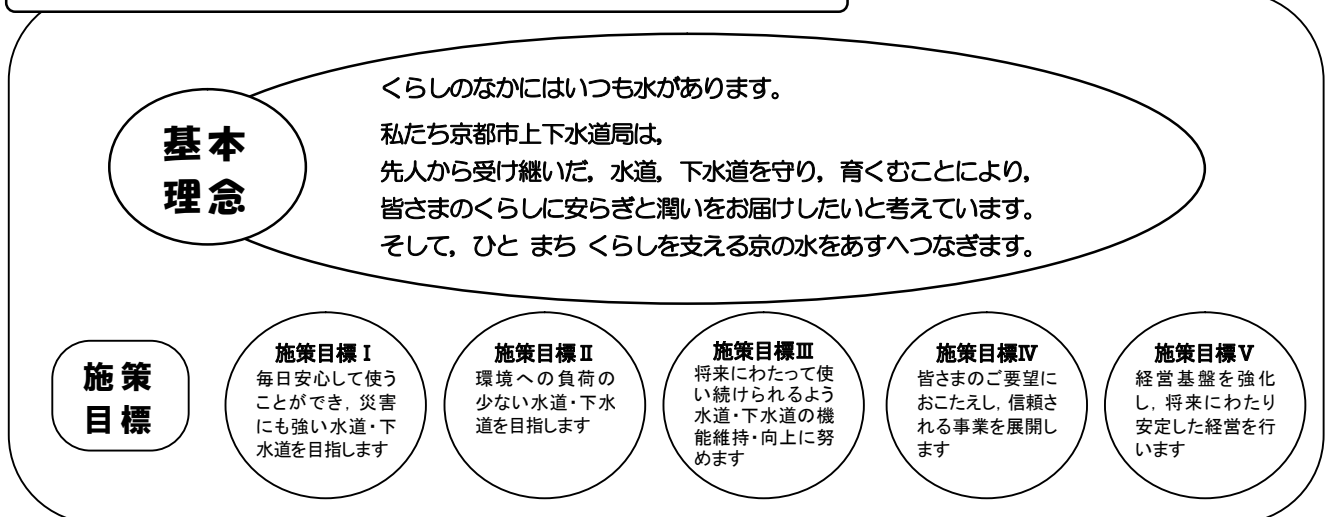 基本
理念
くらしのなかにはいつも水があります。
私たち京都市上下水道局は，
先人から受け継いだ，水道，下水道を守り，育くむことにより，
皆さまのくらしに安らぎと潤いをお届けしたいと考えています。
そして，ひと まち くらしを支える京の水をあすへつなぎます。
施策
目標
施策目標Ⅰ
毎日安心して使う
ことができ，災害
にも強い水道・下
水道を目指します
施策目標Ⅱ
環境への負荷の
少ない水道・下水
道を目指します
施策目標Ⅲ
将来にわたって使
い続けられるよう
水道・下水道の機
能維持・向上に努
めます
施策目標Ⅳ
皆さまのご要望に
おこたえし，信頼さ
れる事業を展開し
ます
施策目標Ⅴ
経営基盤を強化
し，将来にわたり
安定した経営を行
います